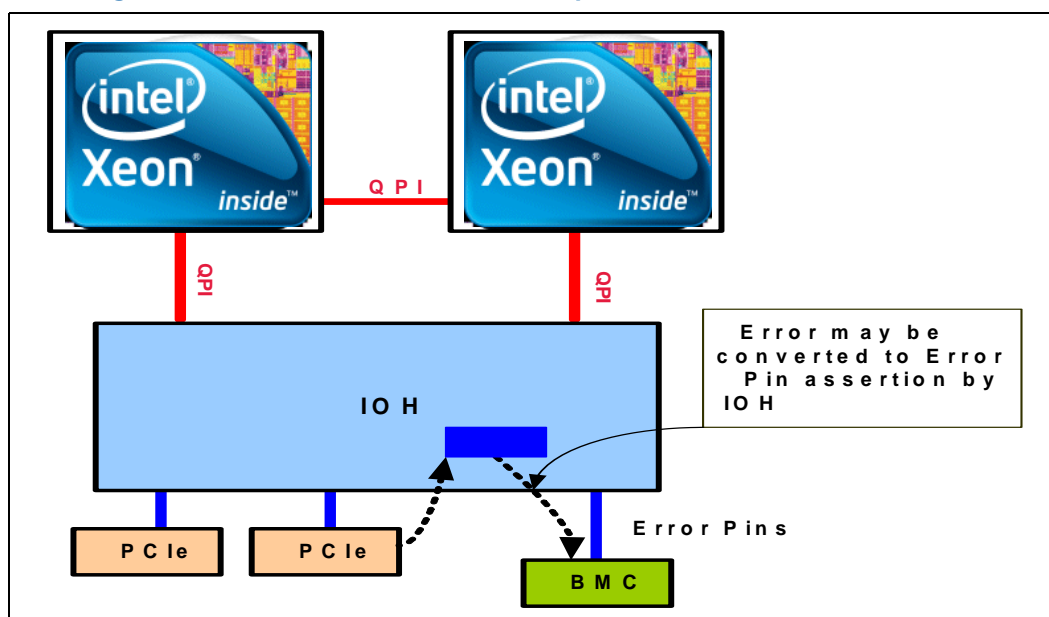 intel®
Xeon®
inside™
intel®
Xeon®
inside™
QPI
QPI
QPI
Error may be
converted to Error
Pin assertion by
IOH
IOH
Error Pins
PCIe
PCIe
BMC